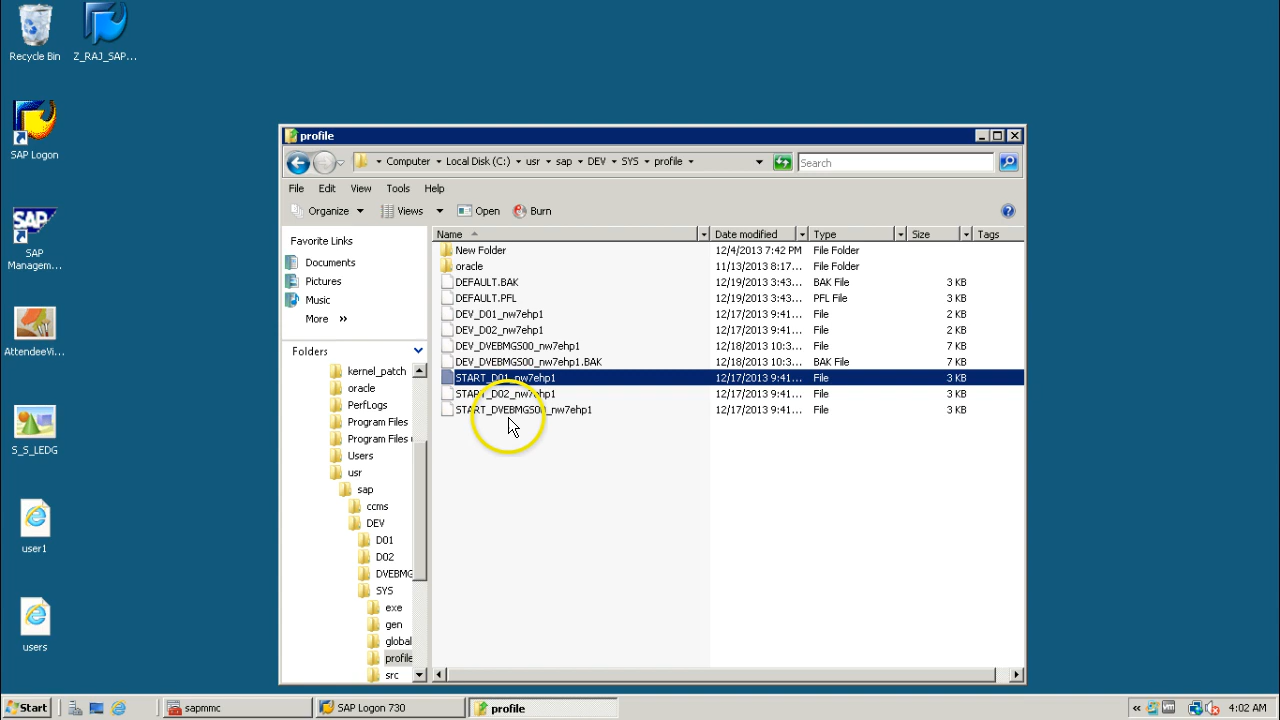 Recycle Bin
Z_RAJ_SAP...
SAP Logon
SAP
Managem...
AttendeeVi...
S_S_LEDG
user1
users
profile
Computer Local Disk (C:) usr sap DEV SYS profile
Search
File Edit View Tools Help
Organize Views Open Burn
Favorite Links
Documents
Pictures
Music
More »
Folders
kernel_patch
oracle
PerfLogs
Program Files
Program Files
Users
usr
sap
ccms
DEV
D01
D02
DVEBMG
SYS
exe
gen
global
profile
src
Name Date modified Type Size Tags
New Folder 12/4/2013 7:42 PM File Folder
oracle 11/13/2013 8:17... File Folder
DEFAULT.BAK 12/19/2013 3:43... BAK File 3 KB
DEFAULT.PFL 12/19/2013 3:43... PFL File 3 KB
DEV_D01_nw7ehp1 12/17/2013 9:41... File 2 KB
DEV_D02_nw7ehp1 12/17/2013 9:41... File 2 KB
DEV_DVEBMGS00_nw7ehp1 12/18/2013 10:3... File 7 KB
DEV_DVEBMGS00_nw7ehp1.BAK 12/18/2013 10:3... BAK File 7 KB
START_D01_nw7ehp1 12/17/2013 9:41... File 3 KB
START_D02_nw7ehp1 12/17/2013 9:41... File 3 KB
START_DVEBMGS00_nw7ehp1 12/17/2013 9:41... File 3 KB
Start sapmmc SAP Logon 730 profile « 4:02 AM